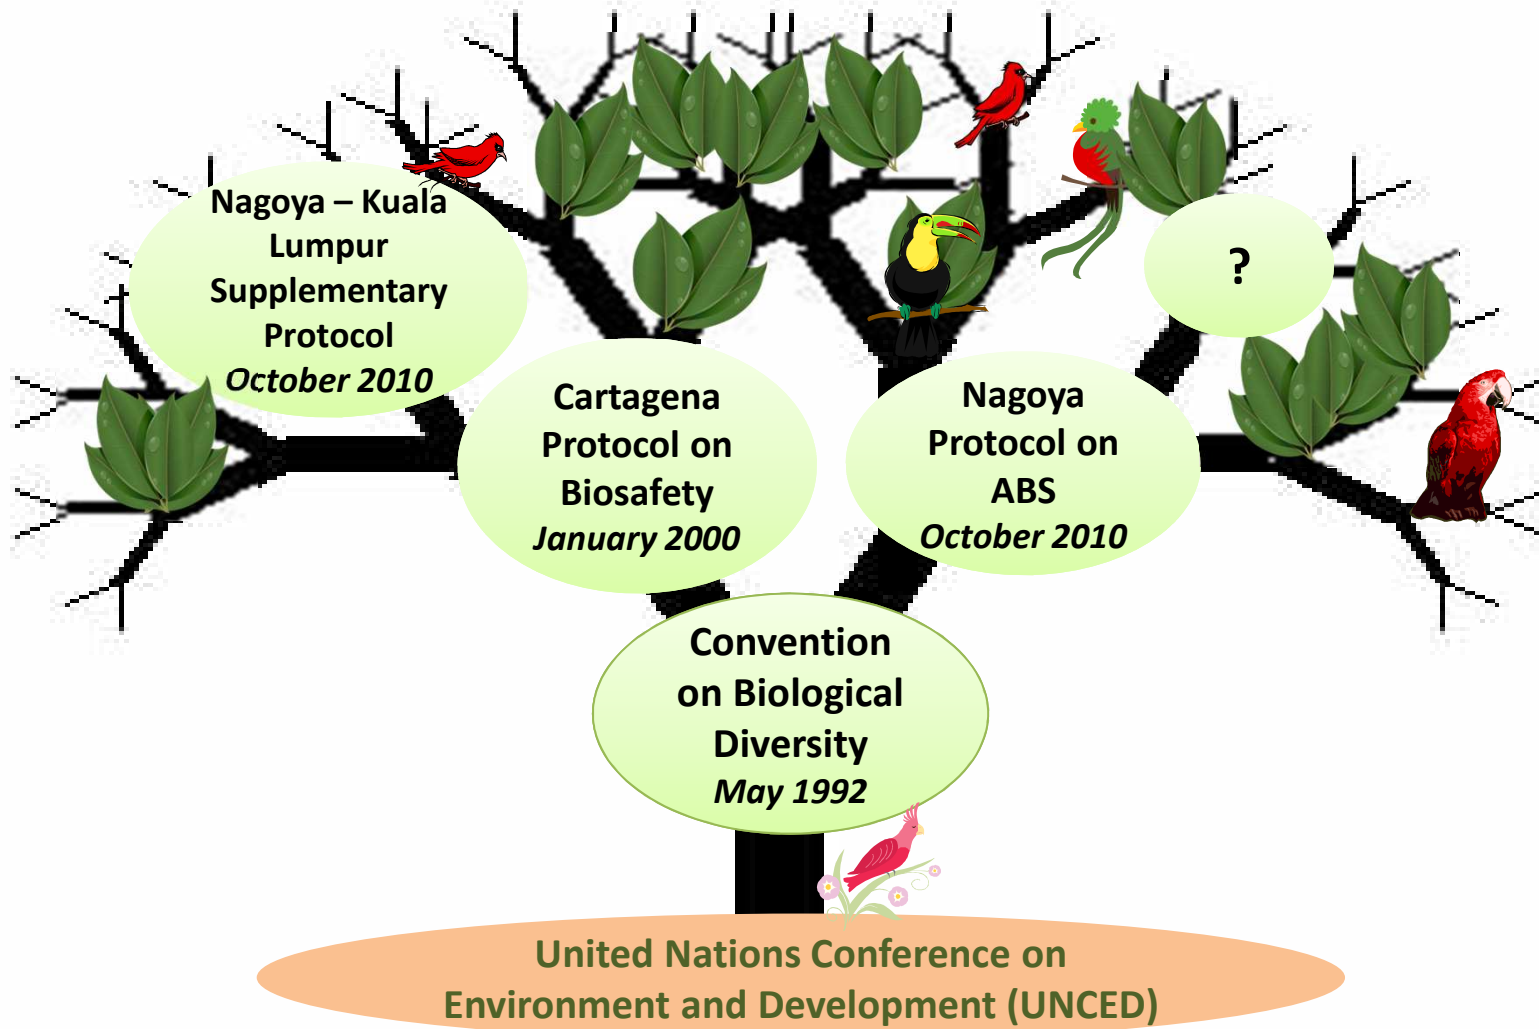 Nagoya – Kuala
Lumpur
Supplementary
Protocol
October 2010
?
Cartagena
Protocol on
Biosafety
January 2000
Nagoya
Protocol on
ABS
October 2010
Convention
on Biological
Diversity
May 1992
United Nations Conference on
Environment and Development (UNCED)